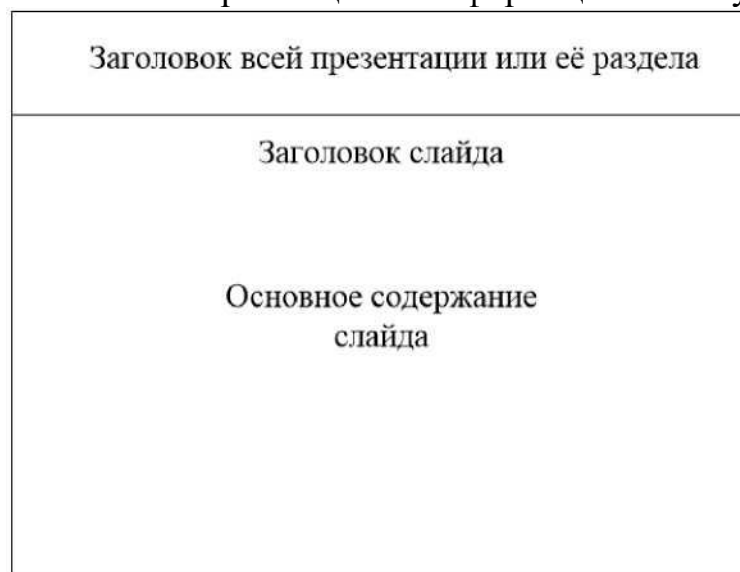 Заголовок всей презентации или её раздела
Заголовок слайда
Основное содержание
слайда